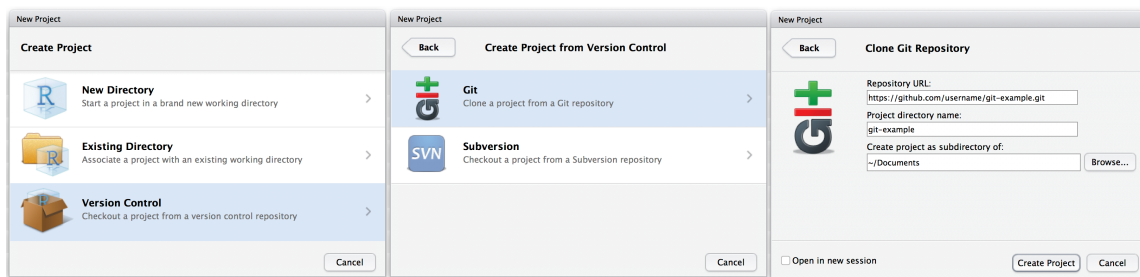 New Project
Create Project
R
New Directory
Start a project in a brand new working directory
R
Existing Directory
Associate a project with an existing working directory
R
Version Control
Checkout a project from a version control repository
Cancel
New Project
Back
Create Project from Version Control
Git
Clone a project from a Git repository
SVN
Subversion
Checkout a project from a Subversion repository
Cancel
New Project
Back
Clone Git Repository
Repository URL:
https://github.com/username/git-example.git
Project directory name:
git-example
Create project as subdirectory of:
~/Documents
Browse...
Open in new session
Create Project
Cancel